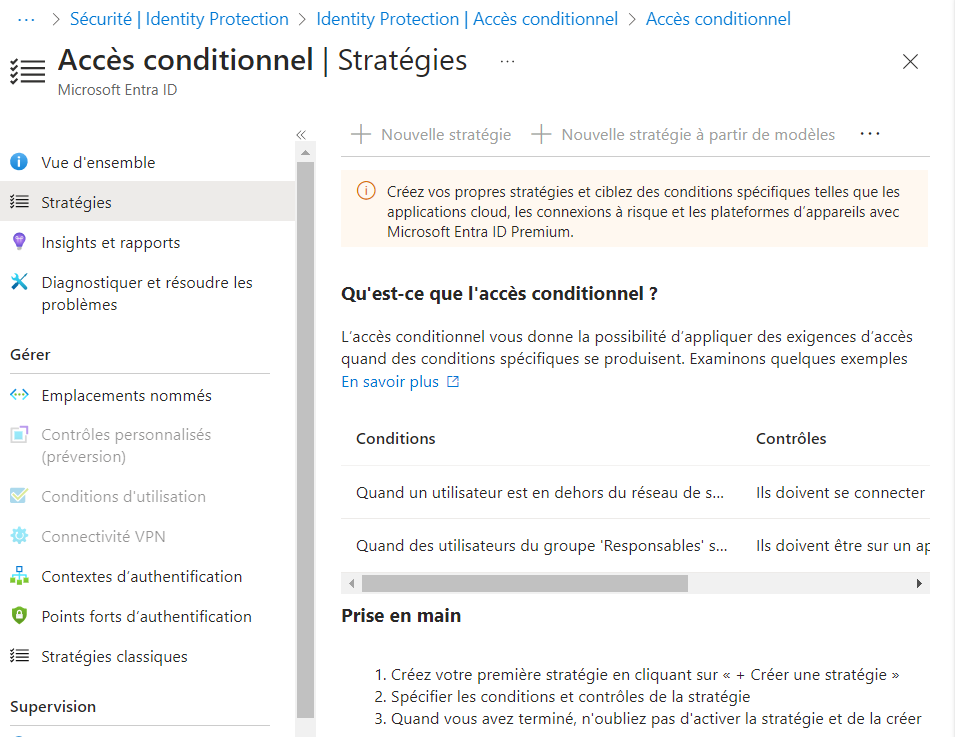 ··· > Sécurité | Identity Protection > Identity Protection | Accès conditionnel > Accès conditionnel
Accès conditionnel | Stratégies ···
Microsoft Entra ID
«
Vue d'ensemble
Stratégies
Insights et rapports
Diagnostiquer et résoudre les
problèmes
Gérer
Emplacements nommés
Contrôles personnalisés
(préversion)
Conditions d'utilisation
Connectivité VPN
Contextes d’authentification
Points forts d’authentification
Stratégies classiques
Supervision
+ Nouvelle stratégie + Nouvelle stratégie à partir de modèles ···
Créez vos propres stratégies et ciblez des conditions spécifiques telles que les
applications cloud, les connexions à risque et les plateformes d’appareils avec
Microsoft Entra ID Premium.
Qu'est-ce que l'accès conditionnel ?
L’accès conditionnel vous donne la possibilité d’appliquer des exigences d’accès
quand des conditions spécifiques se produisent. Examinons quelques exemples
En savoir plus
Conditions Contrôles
Quand un utilisateur est en dehors du réseau de s... Ils doivent se connecter
Quand des utilisateurs du groupe 'Responsables' s... Ils doivent être sur un ap
Prise en main
1. Créez votre première stratégie en cliquant sur « + Créer une stratégie »
2. Spécifier les conditions et contrôles de la stratégie
3. Quand vous avez terminé, n'oubliez pas d'activer la stratégie et de la créer